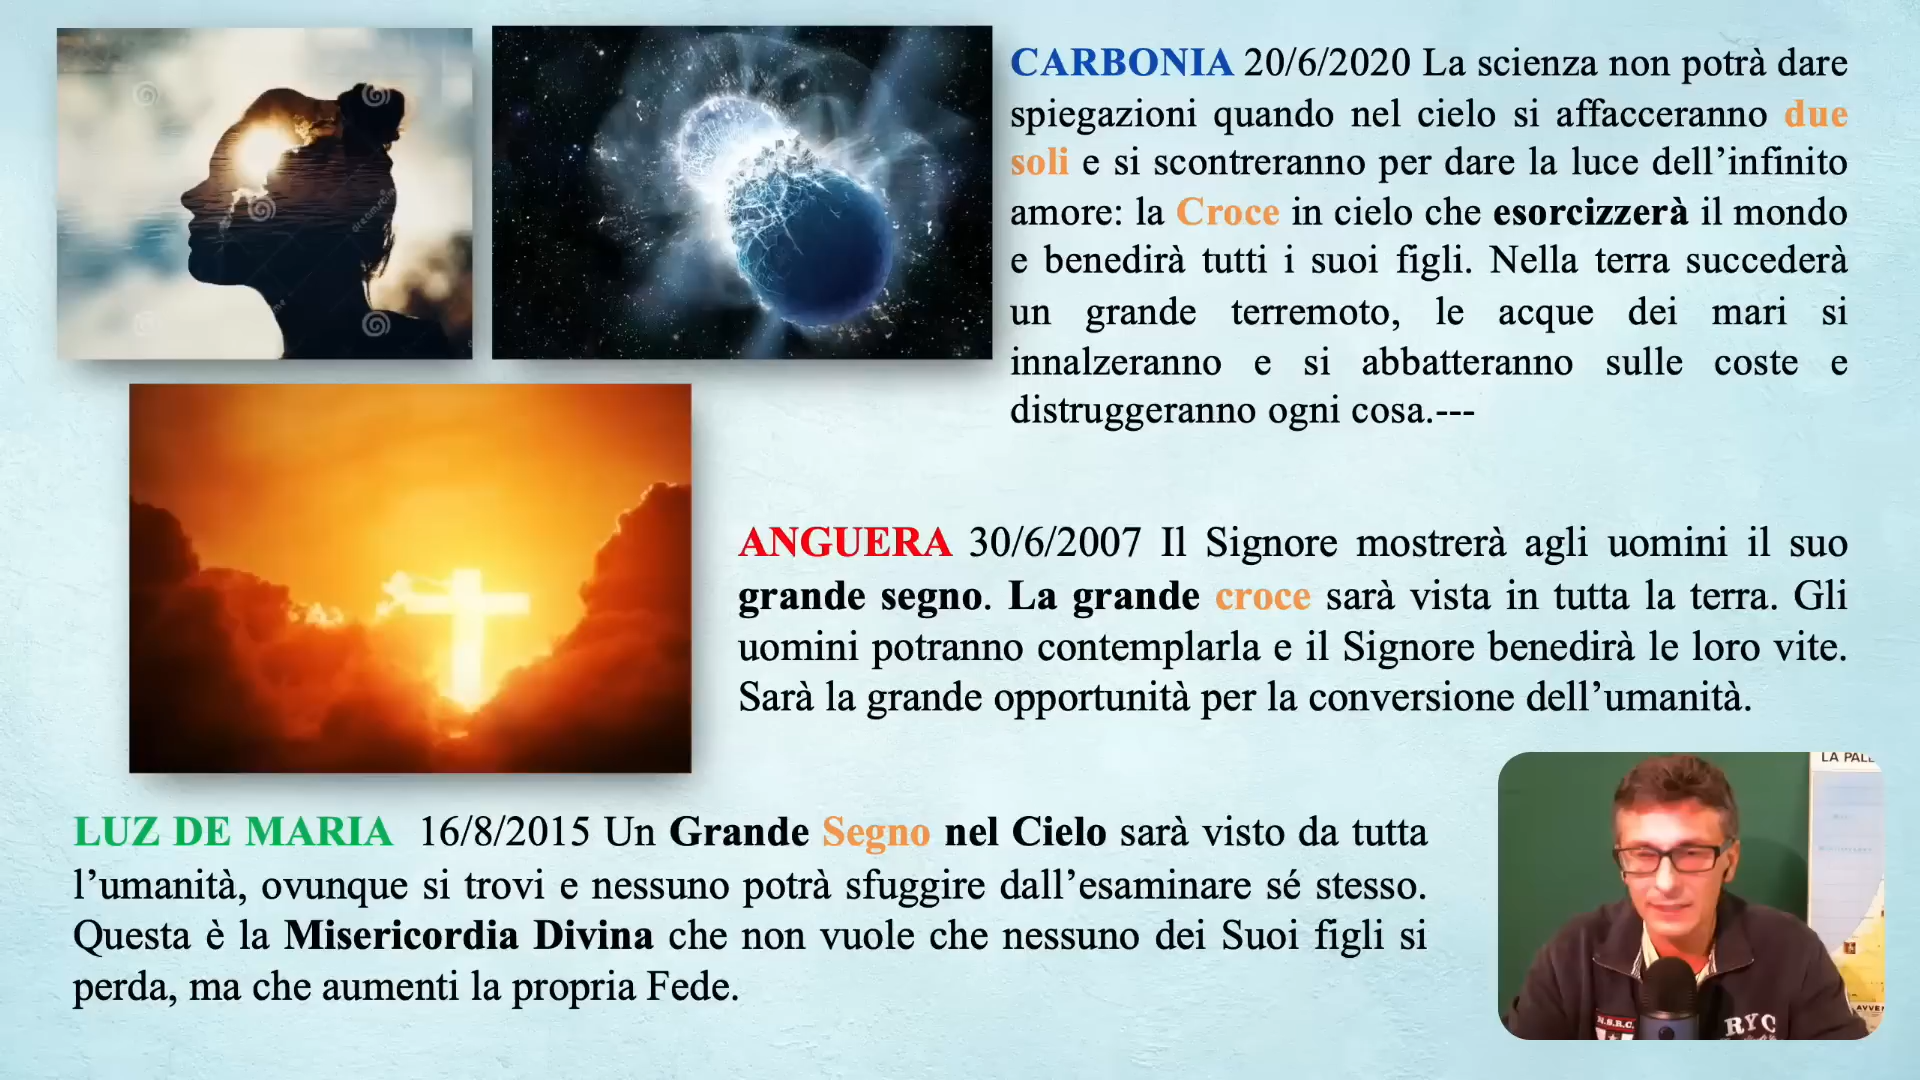 CARBONIA 20/6/2020 La scienza non potrà dare
spiegazioni quando nel cielo si affacceranno due
soli e si scontreranno per dare la luce dell’infinito
amore: la Croce in cielo che esorcizzerà il mondo
e benedirà tutti i suoi figli. Nella terra succederà
un grande terremoto, le acque dei mari si
innalzeranno e si abbatteranno sulle coste e
distruggeranno ogni cosa.---
ANGUERA 30/6/2007 Il Signore mostrerà agli uomini il suo
grande segno. La grande croce sarà vista in tutta la terra. Gli
uomini potranno contemplarla e il Signore benedirà le loro vite.
Sarà la grande opportunità per la conversione dell’umanità.
LUZ DE MARIA 16/8/2015 Un Grande Segno nel Cielo sarà visto da tutta
l’umanità, ovunque si trovi e nessuno potrà sfuggire dall’esaminare sé stesso.
Questa è la Misericordia Divina che non vuole che nessuno dei Suoi figli si
perda, ma che aumenti la propria Fede.
LA PALE
N.S.R.C.
RYC
AVVE